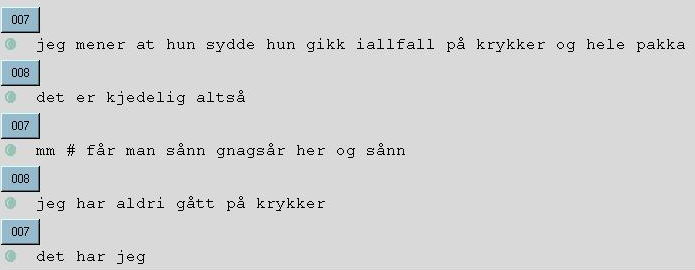 007
jeg mener at hun sydde hun gikk iallfall på krykker og hele pakka
008
det er kjedelig altså
007
mm # får man sånn gnagsår her og sånn
008
jeg har aldri gått på krykker
007
det har jeg